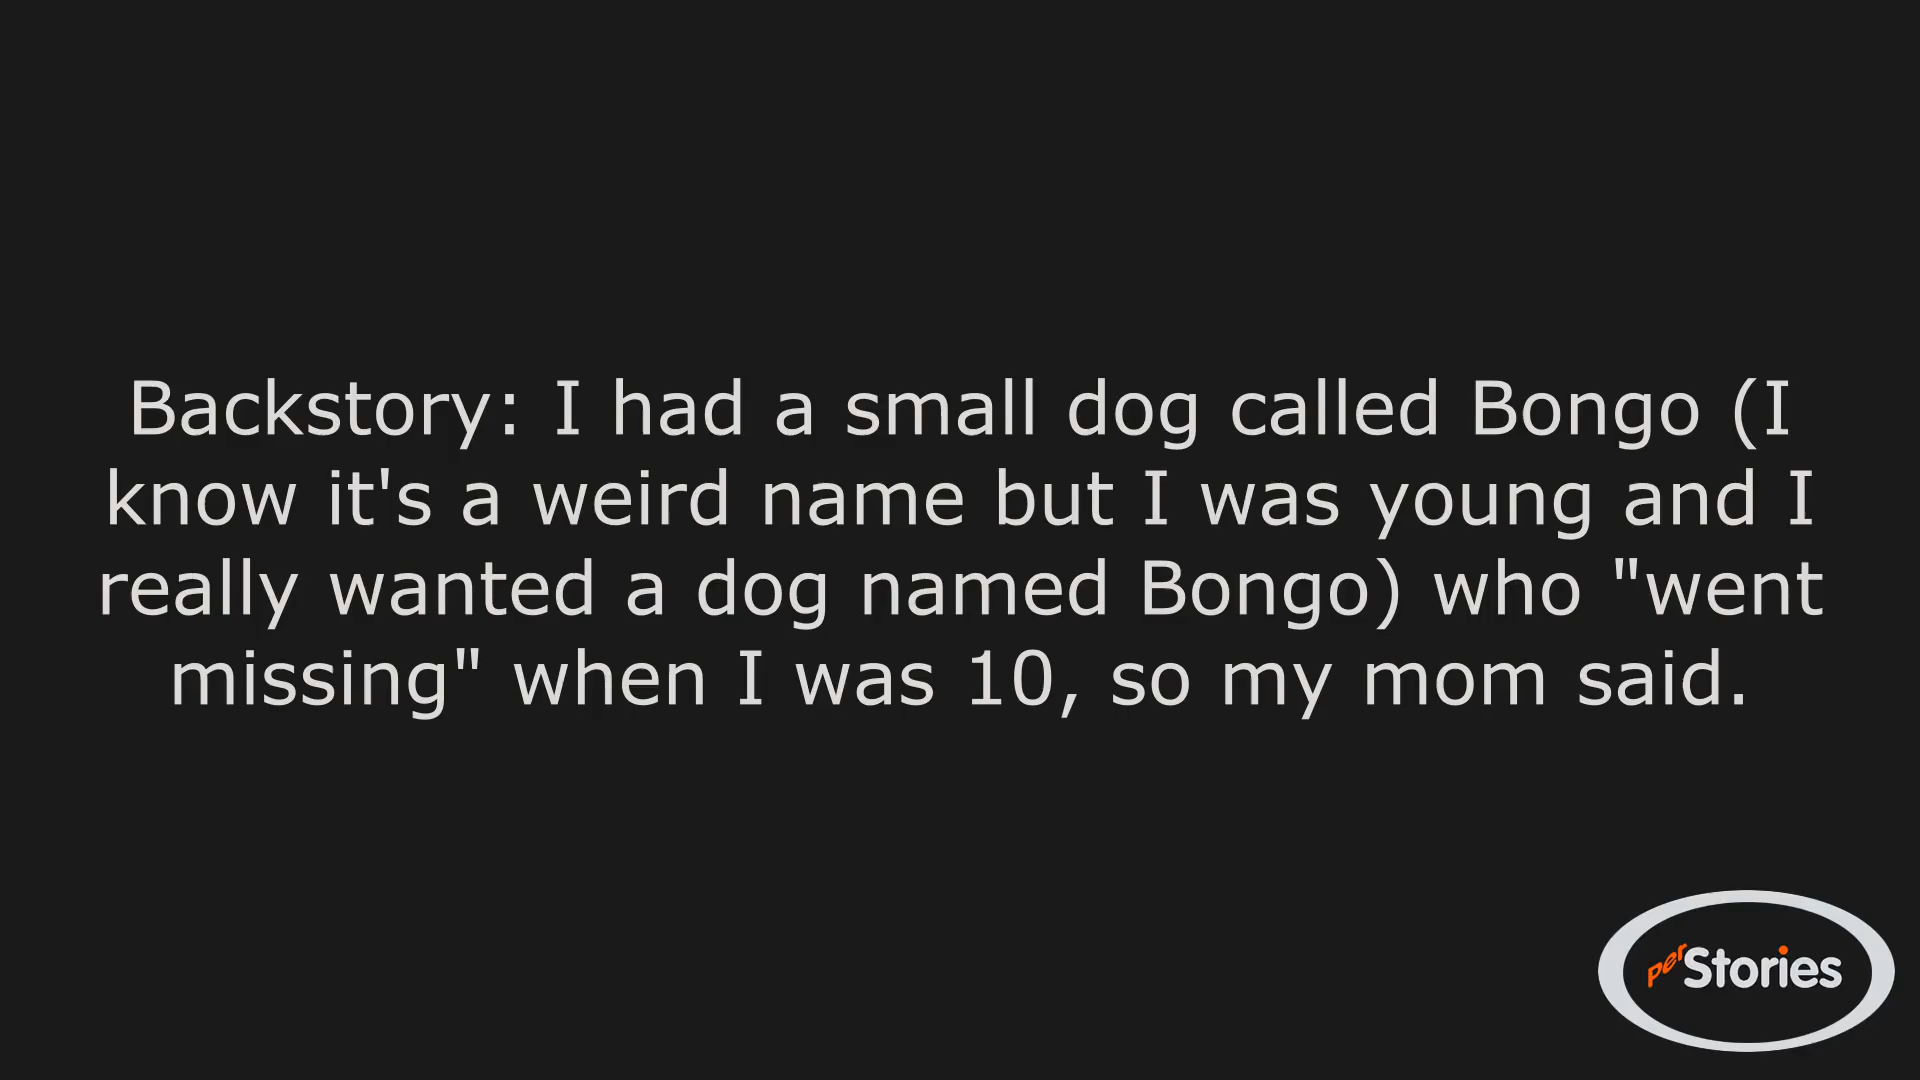 Backstory: I had a small dog called Bongo (I
know it's a weird name but I was young and I
really wanted a dog named Bongo) who "went
missing" when I was 10, so my mom said.
perStories